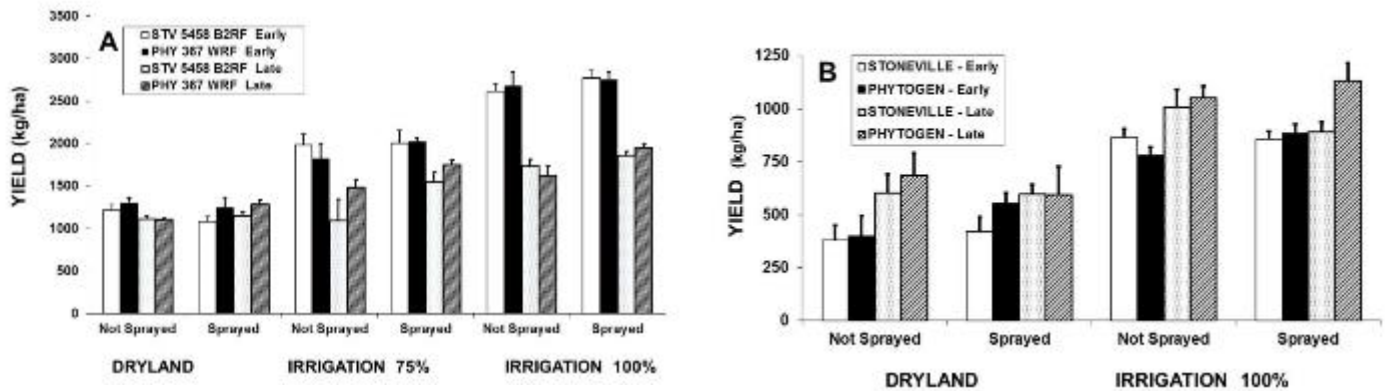 A
STV 5458 B2RF Early
PHY 367 WRF Early
STV 5458 B2RF Late
PHY 367 WRF Late
YIELD (kg/ha)
3500
3000
2500
2000
1500
1000
500
0
Not Sprayed Sprayed Not Sprayed Sprayed Not Sprayed Sprayed
DRYLAND IRRIGATION 75% IRRIGATION 100%
B
STONEVILLE - Early
PHYTOGEN - Early
STONEVILLE - Late
PHYTOGEN - Late
YIELD (kg/ha)
1250
1000
750
500
250
0
Not Sprayed Sprayed Not Sprayed Sprayed
DRYLAND IRRIGATION 100%